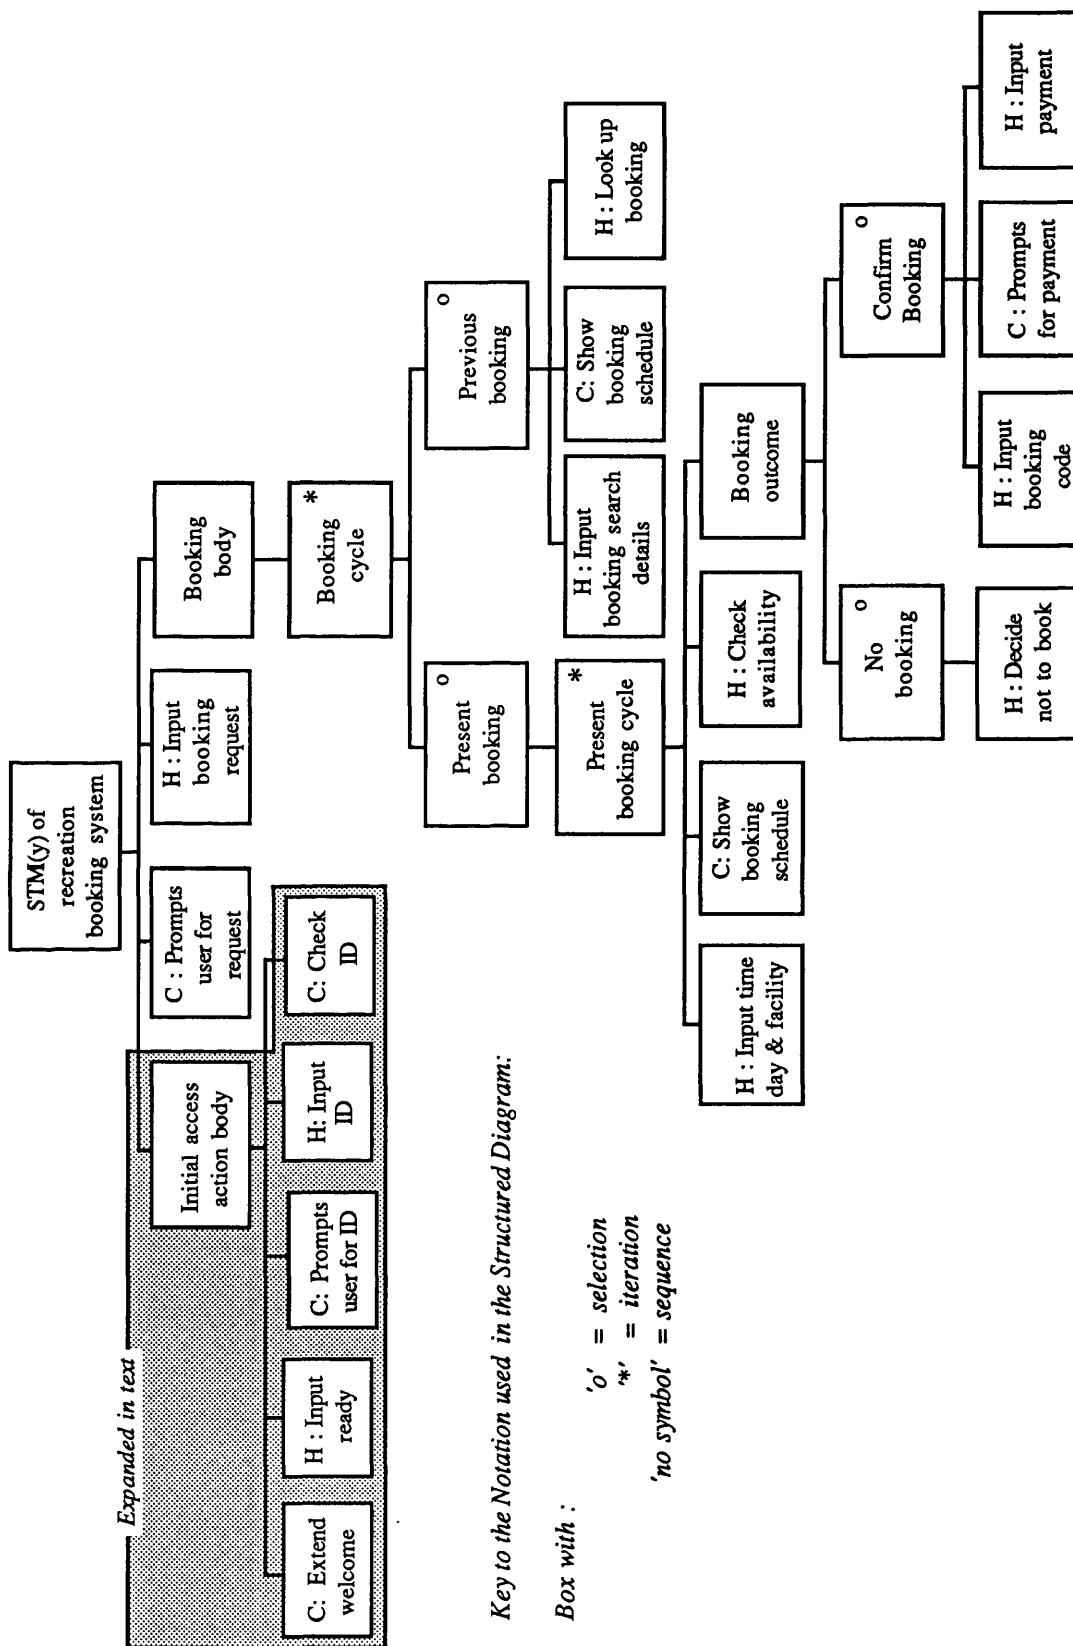 STM(y) of
recreation
booking system
Expanded in text
Initial access
action body
C : Prompts
user for
request
H : Input
booking
request
Booking
body
C: Extend
welcome
H : Input
ready
C: Prompts
user for ID
H: Input
ID
C: Check
ID
Booking
cycle
*
Present
booking
o
Previous
booking
o
Present
booking cycle
*
H : Input
booking search
details
C: Show
booking
schedule
H : Look up
booking
H : Input time
day & facility
C: Show
booking
schedule
H : Check
availability
Booking
outcome
No
booking
o
Confirm
Booking
o
H : Decide
not to book
H : Input
booking
code
C : Prompts
for payment
H : Input
payment
Key to the Notation used in the Structured Diagram:
Box with :
'o' = selection
'*' = iteration
'no symbol' = sequence